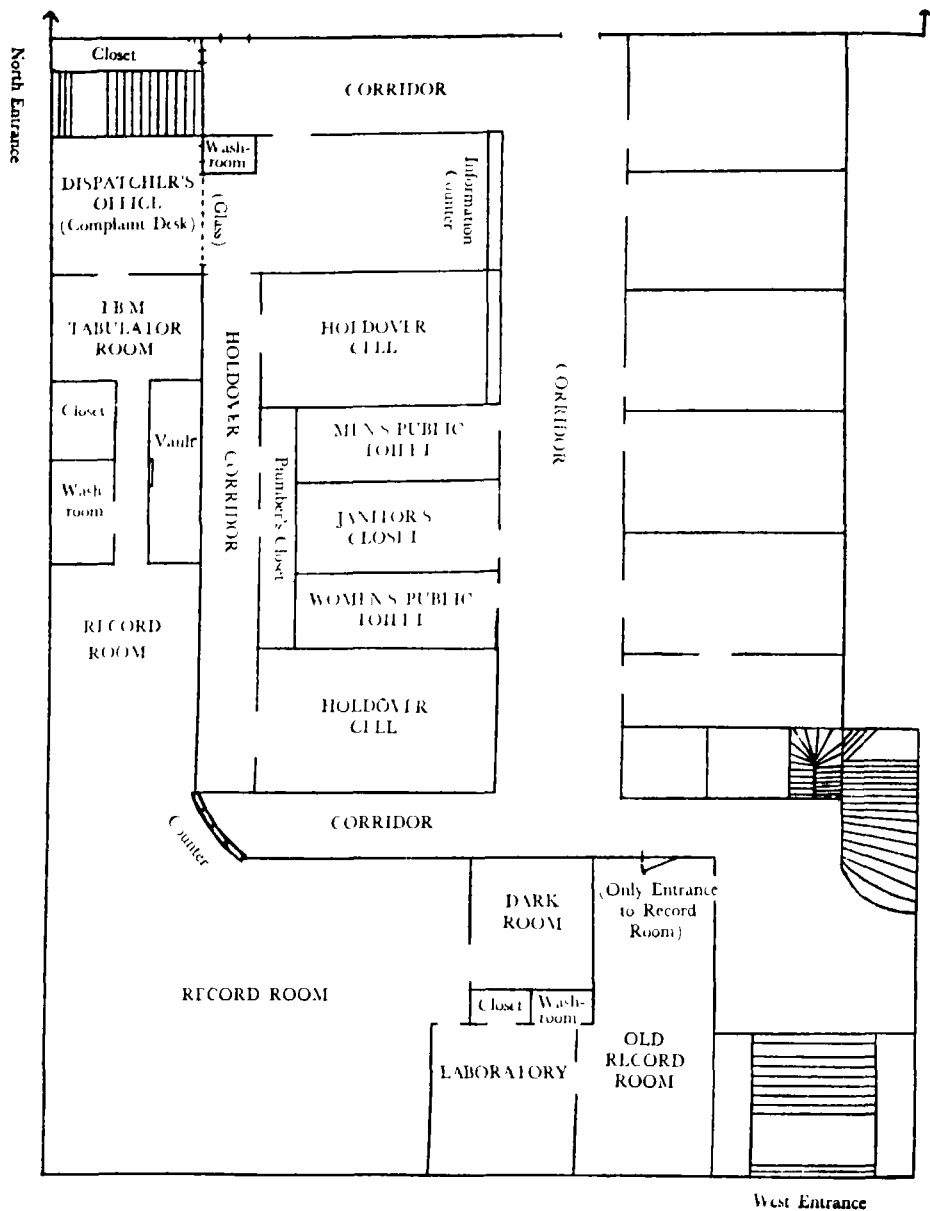 North Entrance
Closet
CORRIDOR
Wash-
room
DISPATCHER'S
OFFICE
(Complaint Desk)
(Glass)
Information
Counter
I B M
TABULATOR
ROOM
HOLDOVER
CELL
HOLDOVER CORRIDOR
CORRIDOR
Closet
Vault
MEN'S PUBLIC
TOILET
Plumber's Closet
Wash
room
JANITOR'S
CLOSET
WOMEN'S PUBLIC
TOILET
RECORD
ROOM
HOLDOVER
CELL
Counter
CORRIDOR
DARK
ROOM
(Only Entrance
to Record
Room)
RECORD ROOM
Closet
Wash-
room
LABORATORY
OLD
RECORD
ROOM
West Entrance